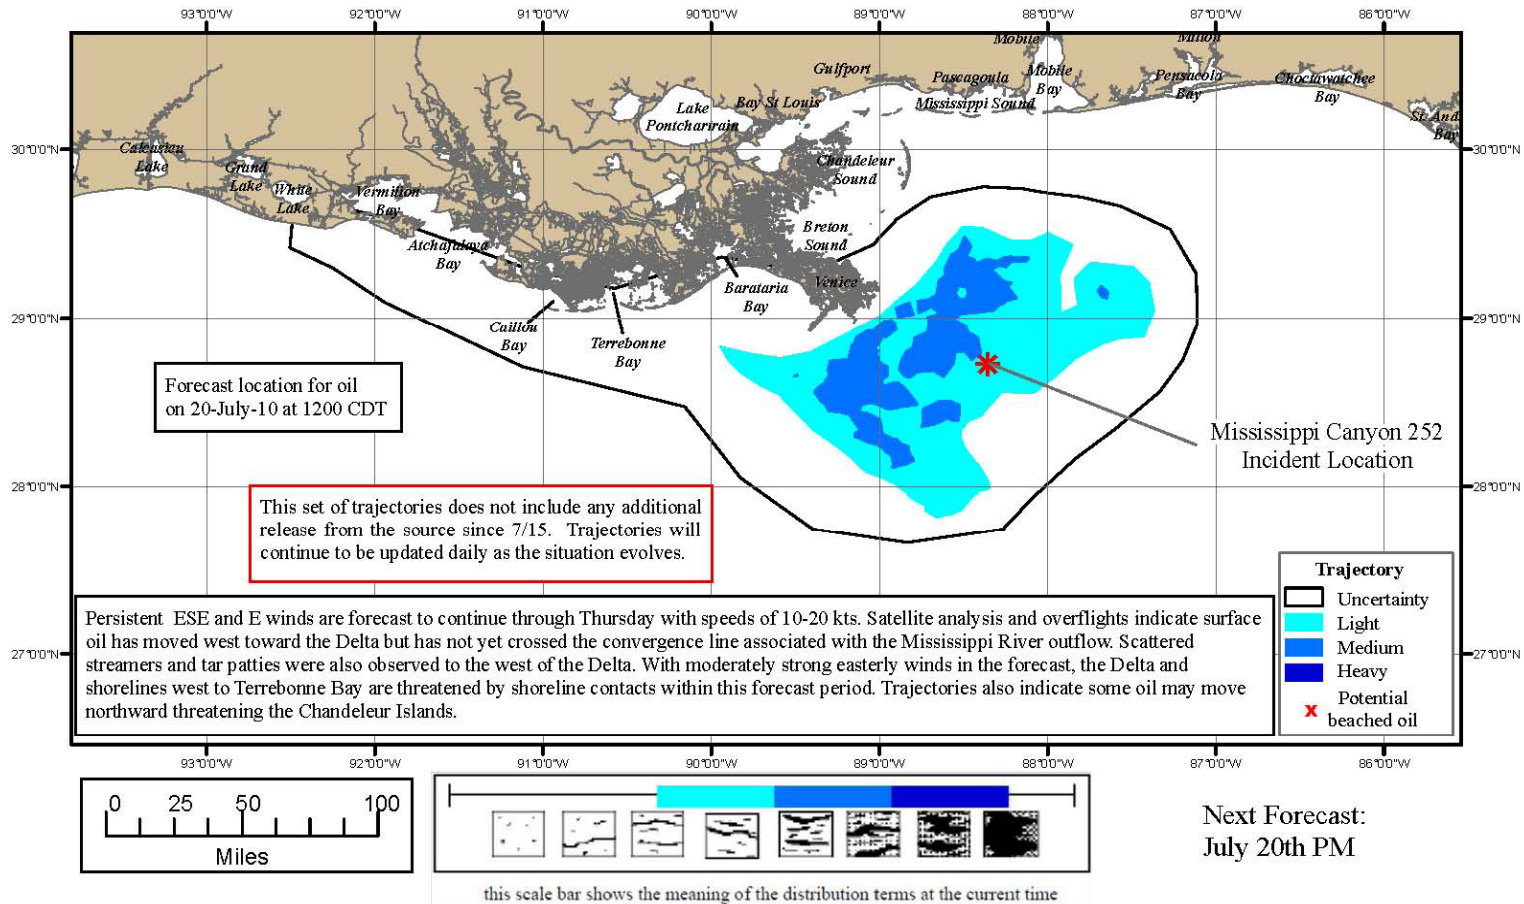 93°0'0"W 92°0'0"W 91°0'0"W 90°0'0"W 89°0'0"W 88°0'0"W 87°0'0"W 86°0'0"W
Mobile
Milton
Gulfport
Pascagoula
Mobile
Bay
Pensacola
Bay
Choctawatchee
Bay
Lake
Pontchartrain
Bay St Louis
Mississippi Sound
St. And
Bay
30°0'0"N
30°0'0"N
Calcasieu
Lake
Grand
Lake
White
Lake
Vermilion
Bay
Chandeleur
Sound
Atchafalaya
Bay
Breton
Sound
Venice
Barataria
Bay
29°0'0"N
29°0'0"N
Caillou
Bay
Terrebonne
Bay
Forecast location for oil
on 20-July-10 at 1200 CDT
Mississippi Canyon 252
Incident Location
28°0'0"N
28°0'0"N
This set of trajectories does not include any additional
release from the source since 7/15. Trajectories will
continue to be updated daily as the situation evolves.
Trajectory
Uncertainty
Light
Medium
Heavy
Potential
beached oil
Persistent ESE and E winds are forecast to continue through Thursday with speeds of 10-20 kts. Satellite analysis and overflights indicate surface
oil has moved west toward the Delta but has not yet crossed the convergence line associated with the Mississippi River outflow. Scattered
streamers and tar patties were also observed to the west of the Delta. With moderately strong easterly winds in the forecast, the Delta and
shorelines west to Terrebonne Bay are threatened by shoreline contacts within this forecast period. Trajectories also indicate some oil may move
northward threatening the Chandeleur Islands.
27°0'0"N
27°0'0"N
93°0'0"W 92°0'0"W 91°0'0"W 90°0'0"W 89°0'0"W 88°0'0"W 87°0'0"W 86°0'0"W
0 25 50 100
Miles
Next Forecast:
July 20th PM
this scale bar shows the meaning of the distribution terms at the current time